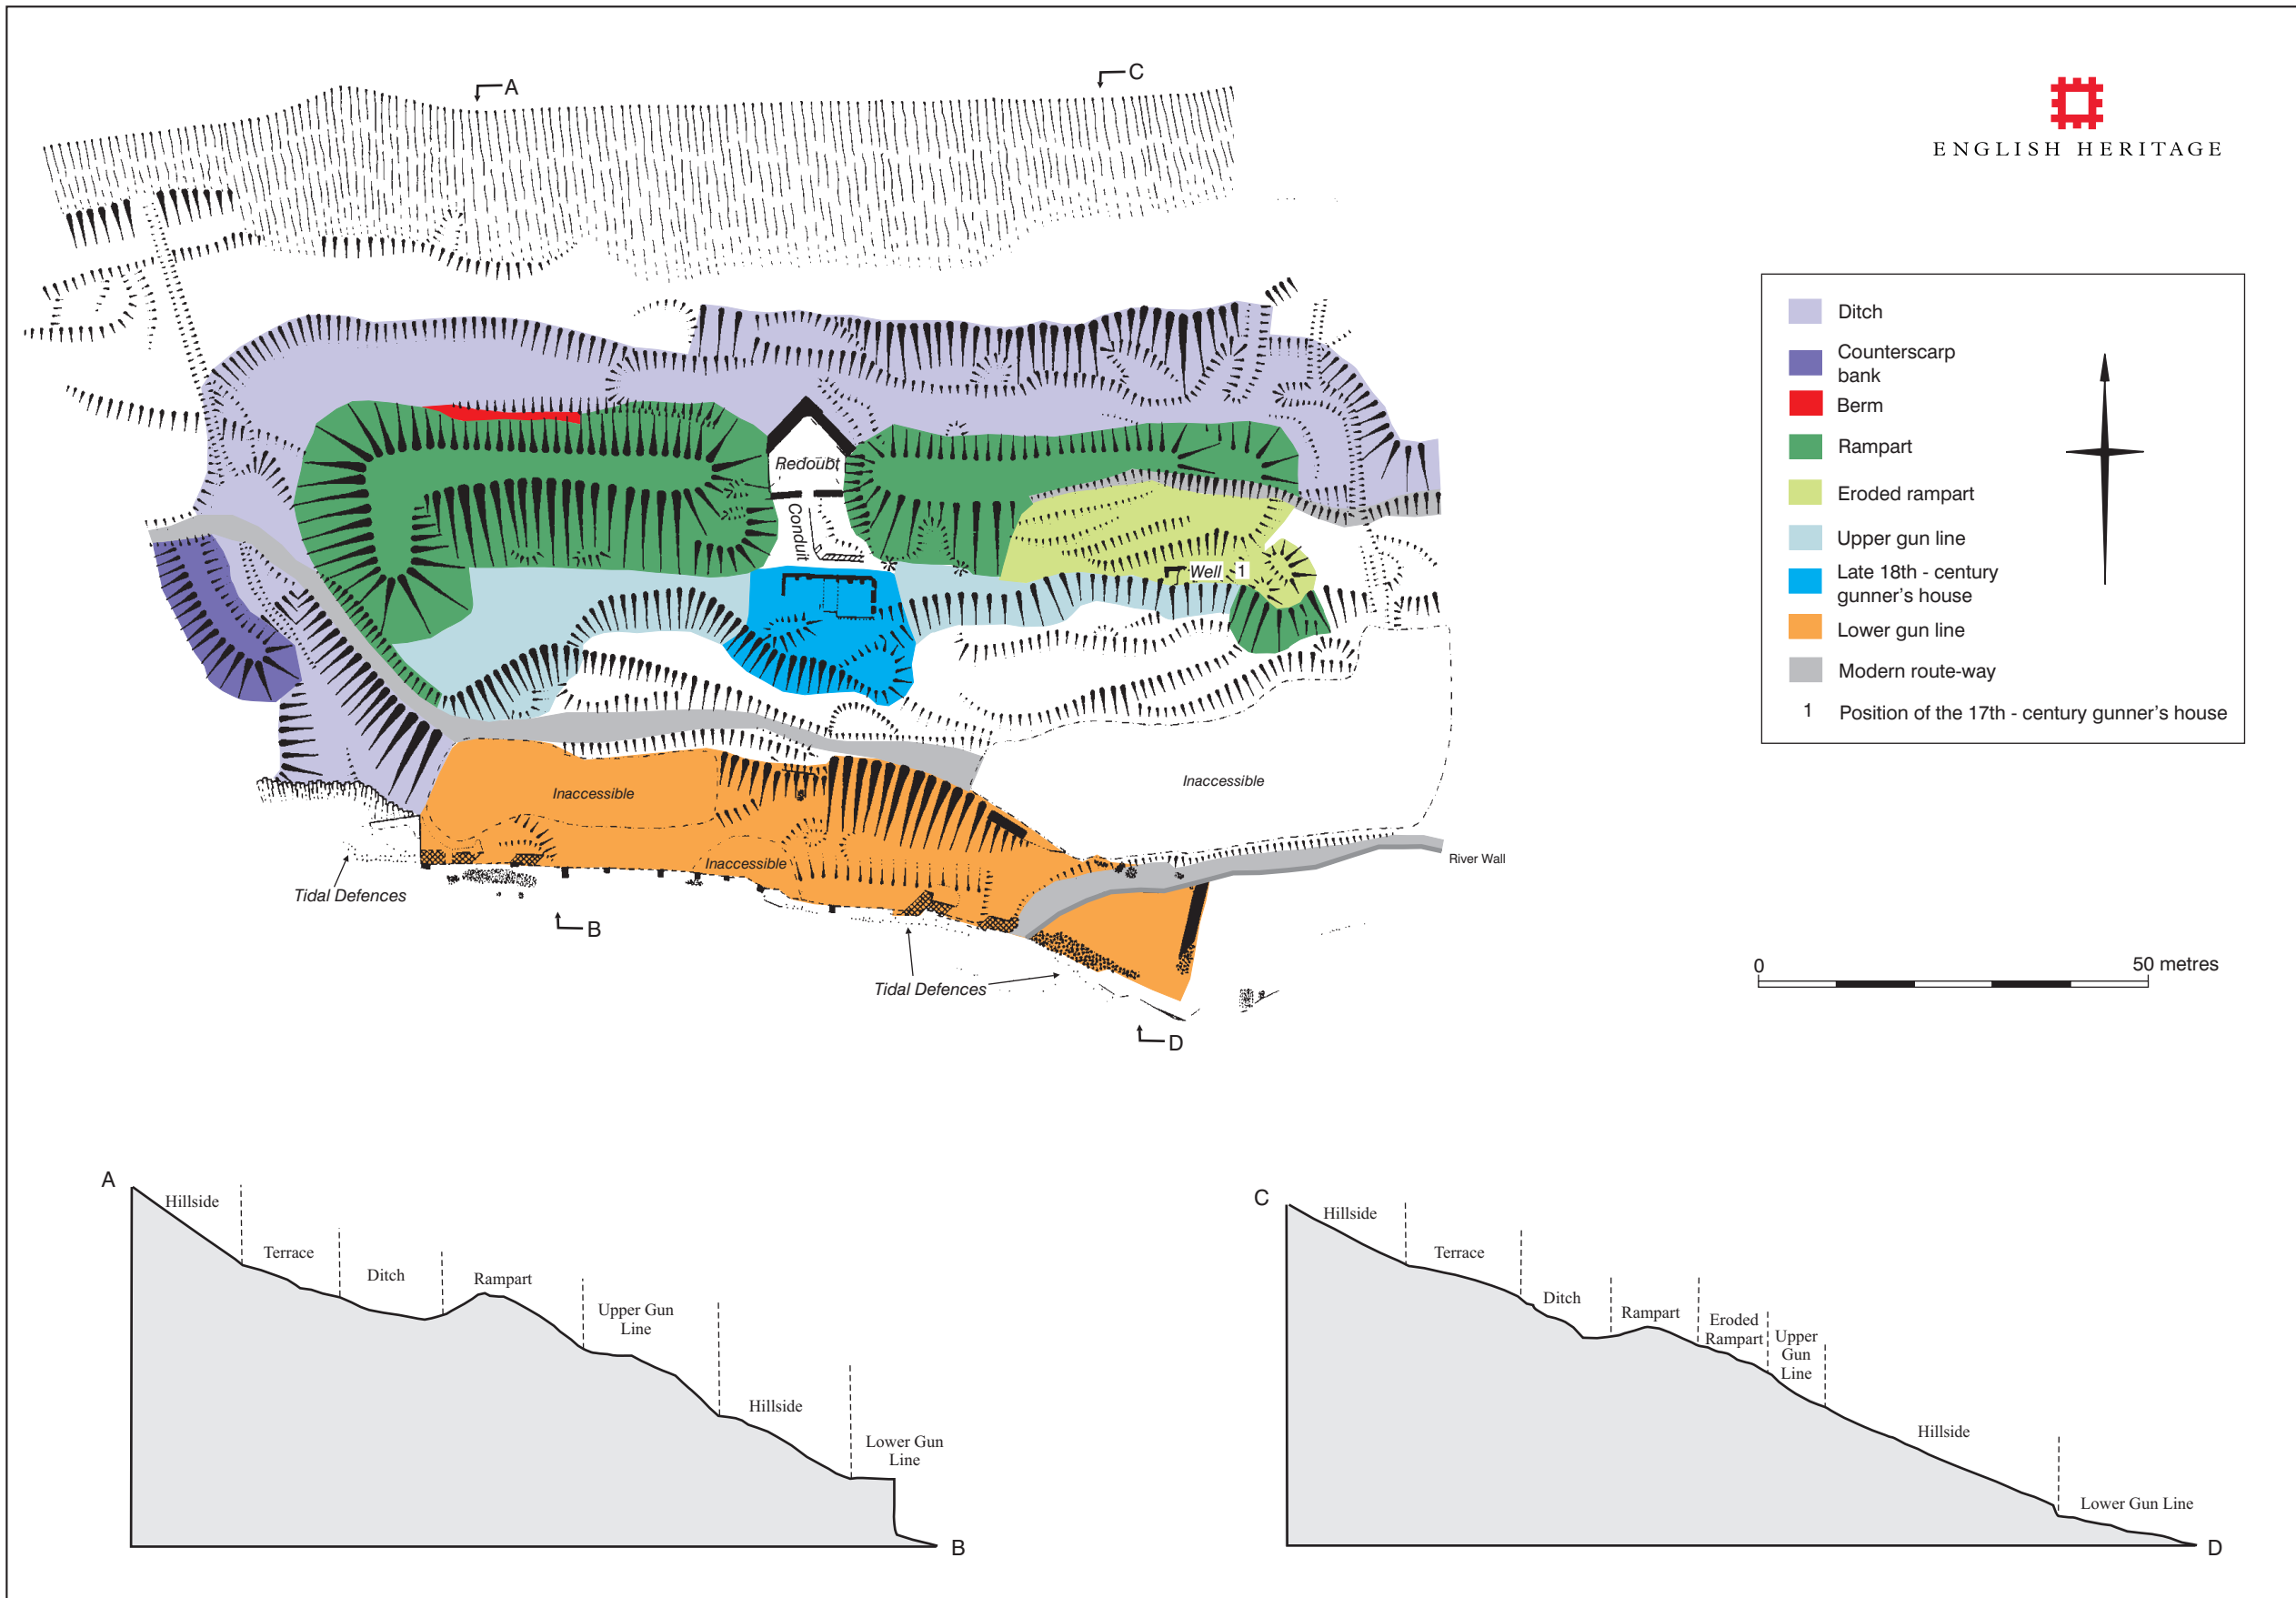 A
C
ENGLISH HERITAGE
Redoubt
Conduit
Well 1
Inaccessible
Inaccessible
Inaccessible
River Wall
Tidal Defences
B
Tidal Defences
D
Ditch
Counterscarp
bank
Berm
Rampart
Eroded rampart
Upper gun line
Late 18th - century
gunner's house
Lower gun line
Modern route-way
1 Position of the 17th - century gunner's house
0 50 metres
A
Hillside
Terrace
Ditch
Rampart
Upper Gun
Line
Hillside
Lower Gun
Line
B
C
Hillside
Terrace
Ditch
Rampart
Eroded
Rampart
Upper
Gun
Line
Hillside
Lower Gun Line
D